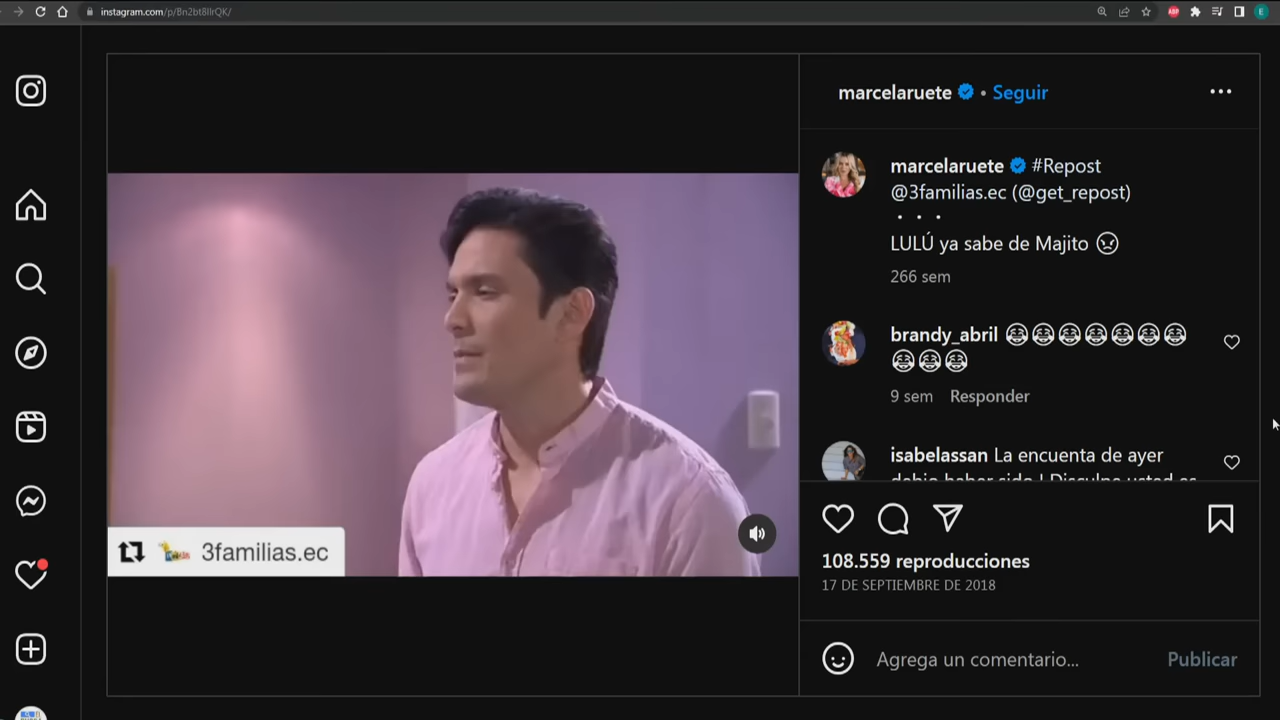 instagram.com/p/Bn2bt8IlrQK/
ABP
E
marcelaruete • Seguir
marcelaruete #Repost
@3familias.ec (@get_repost)
・・・
LULÚ ya sabe de Majito
266 sem
brandy_abril
9 sem Responder
isabelassan La encuenta de ayer
debio haber sido ! Disculpe usted es
3familias.ec
108.559 reproducciones
17 DE SEPTIEMBRE DE 2018
Agrega un comentario... Publicar